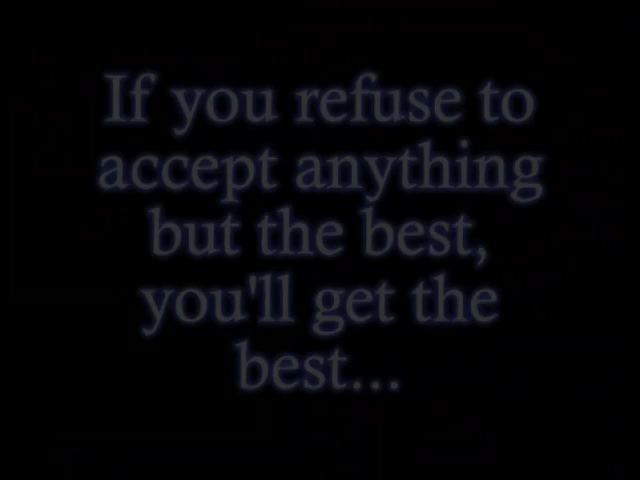 If you refuse to
accept anything
but the best,
you'll get the
best...